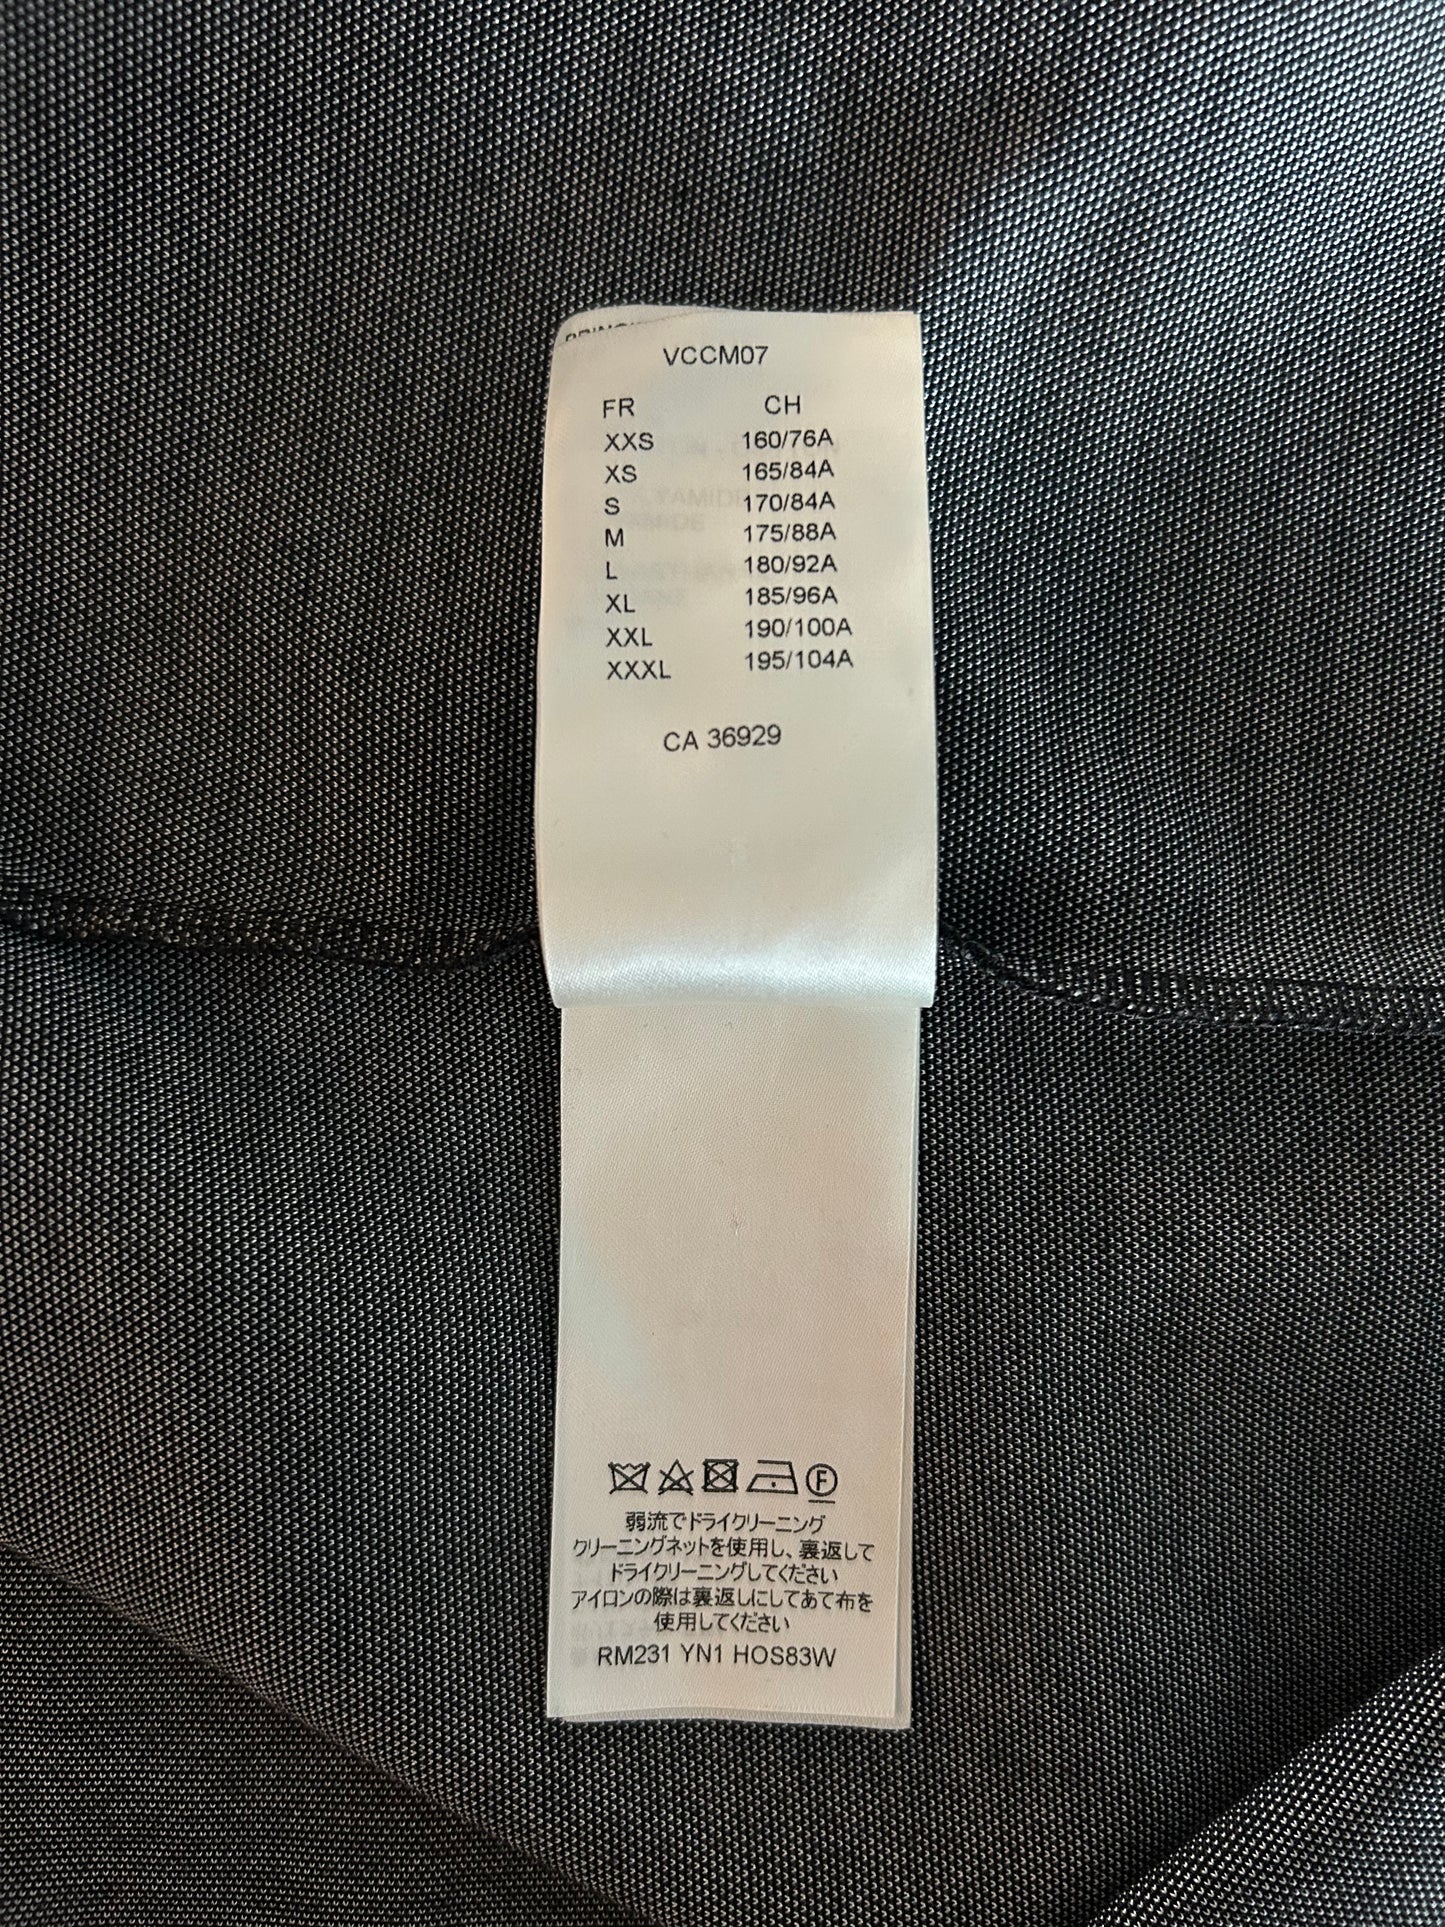 VCCM07
FR CH
XXS 160/76A
XS 165/84A
S 170/84A
M 175/88A
L 180/92A
XL 185/96A
XXL 190/100A
XXXL 195/104A
CA 36929
F
弱流でドライクリーニング
クリーニングネットを使用し、裏返して
ドライクリーニングしてください
アイロンの際は裏返しにしてあて布を
使用してください
RM231 YN1 HOS83W